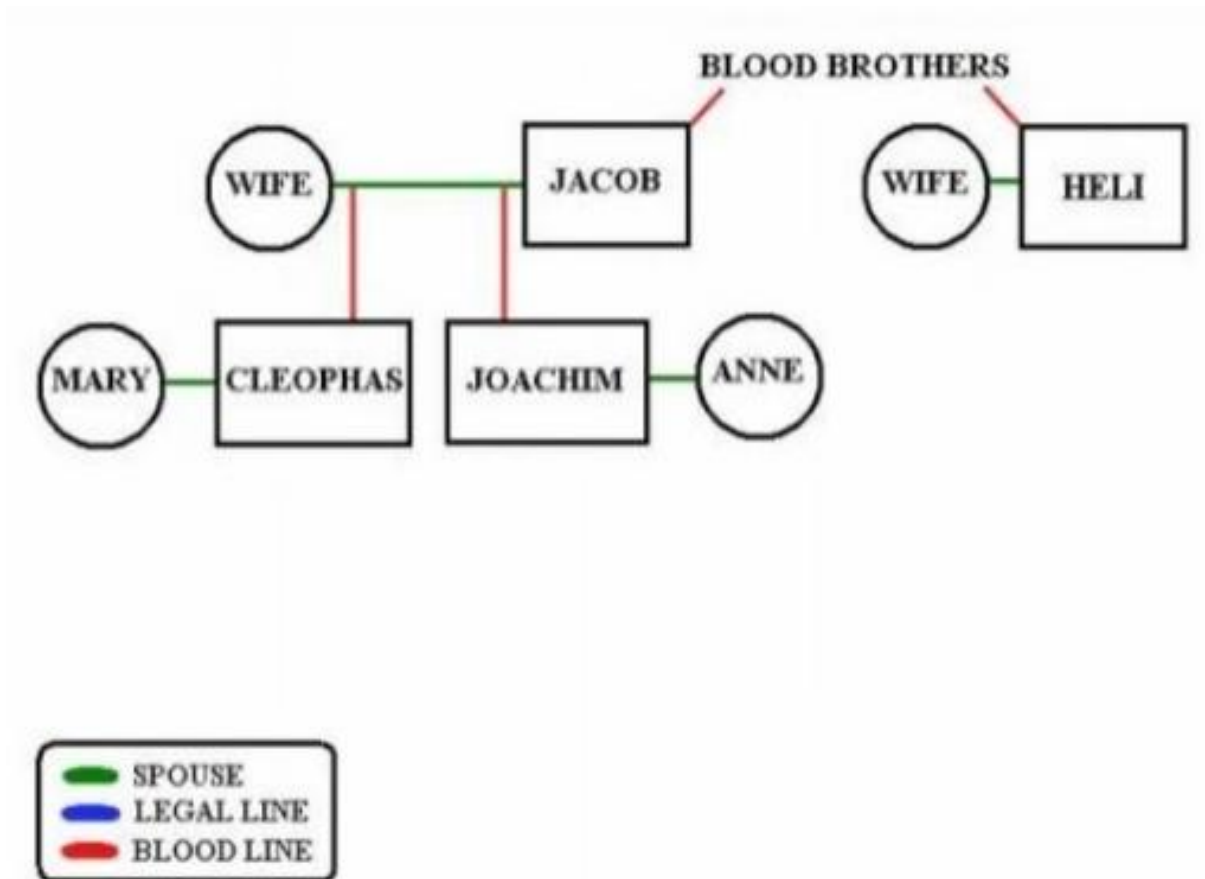 BLOOD BROTHERS
WIFE
JACOB
WIFE
HELI
MARY
CLEOPHAS
JOACHIM
ANNE
SPOUSE
LEGAL LINE
BLOOD LINE